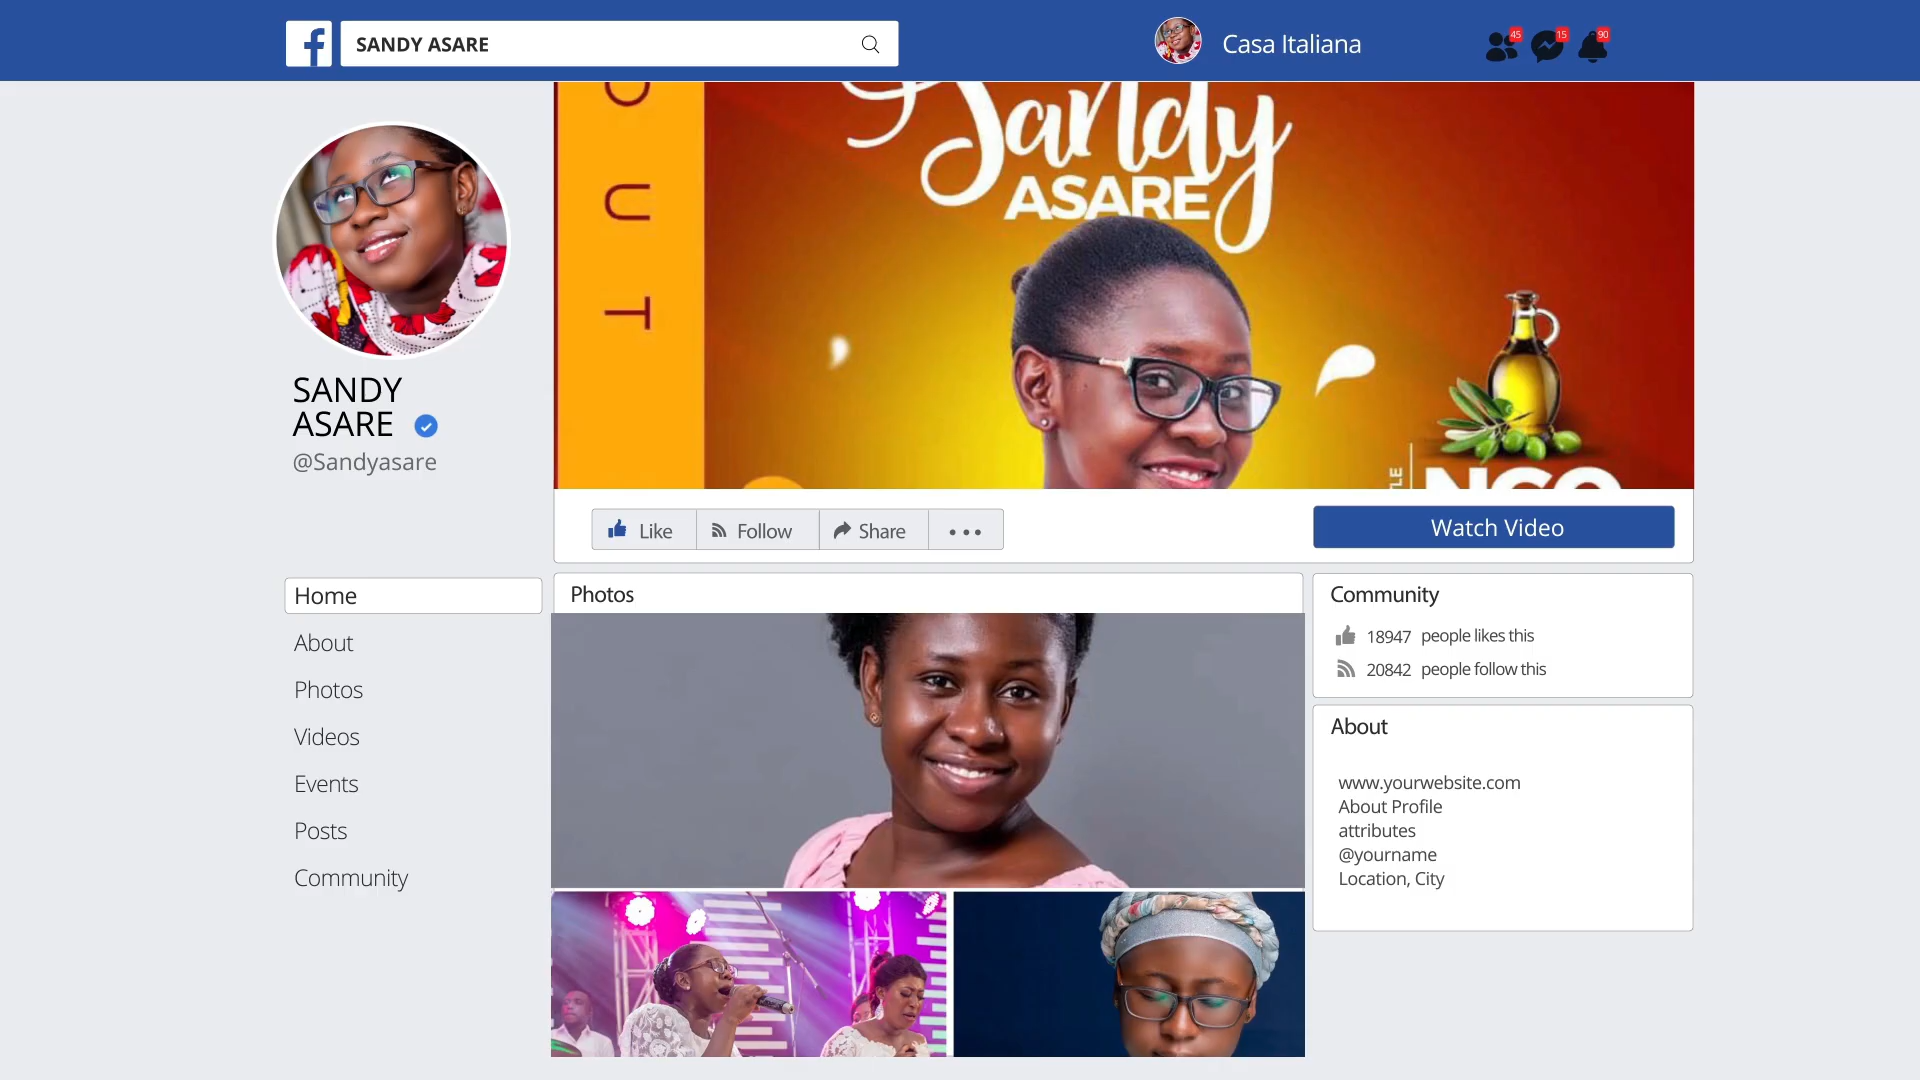 f
SANDY ASARE
Casa Italiana
45
15
90
SANDY
ASARE
@Sandyasare
O U T
Sandy
ASARE
NCO
Like
Follow
Share
Watch Video
Home
About
Photos
Videos
Events
Posts
Community
Photos
Community
18947 people likes this
20842 people follow this
About
www.yourwebsite.com
About Profile
attributes
@yourname
Location, City